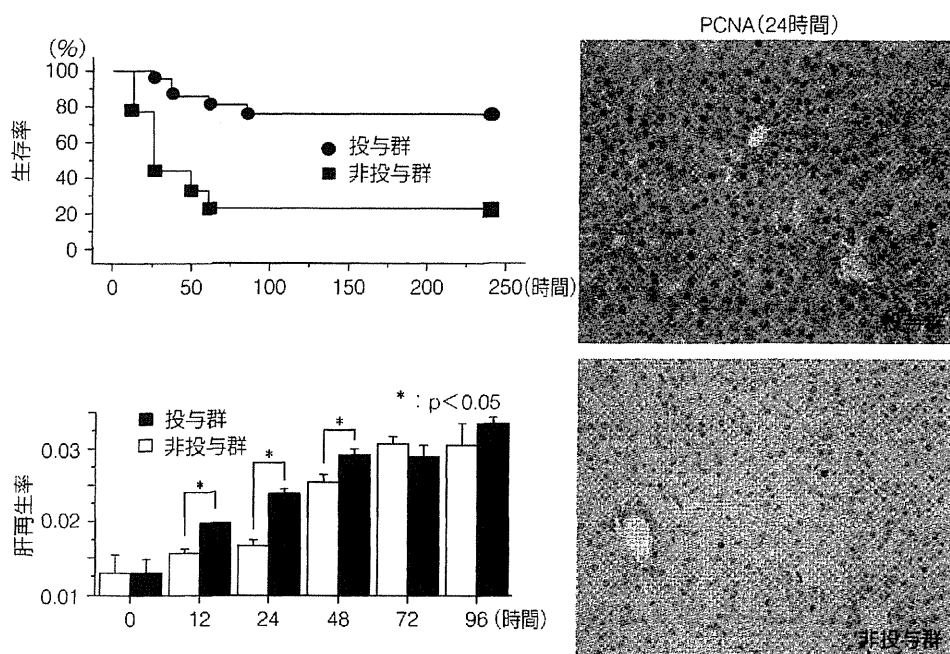 PCNA(24時間)
(%)
100
80
60
40
20
0
生存率
● 投与群
■ 非投与群
0 50 100 150 200 250(時間)
* : p<0.05
■ 投与群
□ 非投与群
* * *
0.03
0.02
0.01
肝再生率
0 12 24 48 72 96 (時間)
非投与群